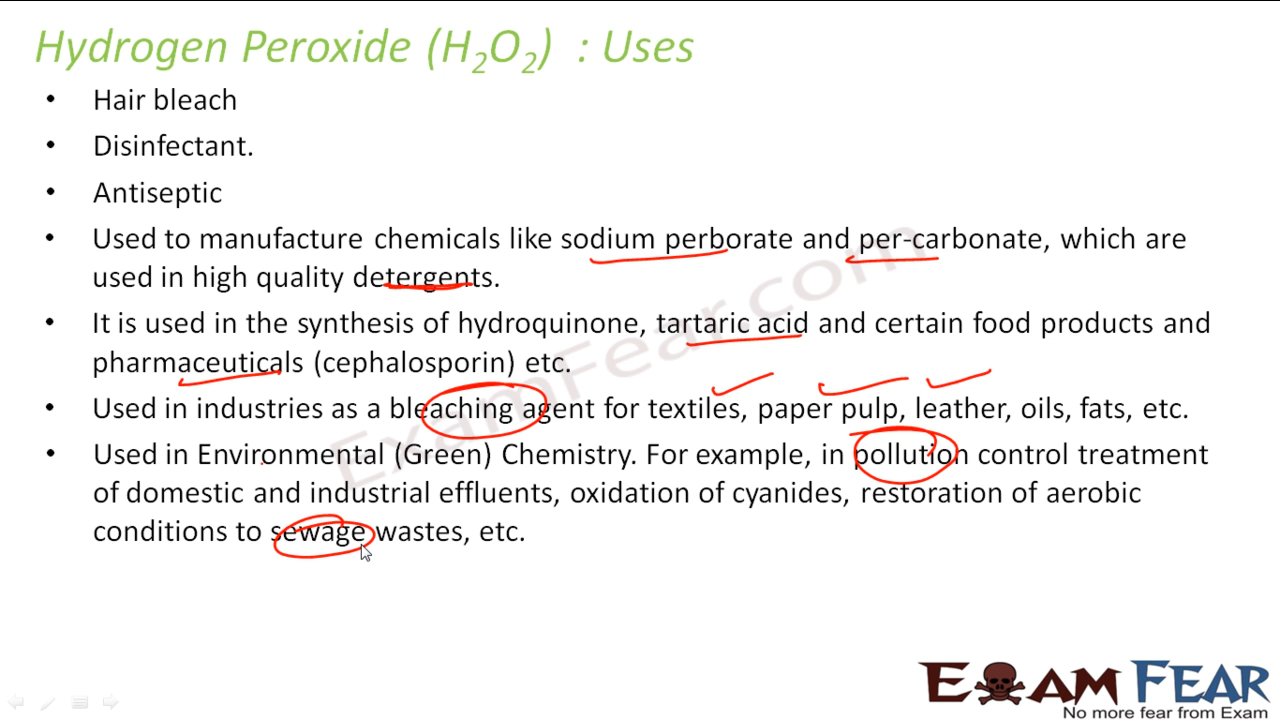 Hydrogen Peroxide (H2O2) : Uses
• Hair bleach
• Disinfectant.
• Antiseptic
• Used to manufacture chemicals like sodium perborate and per-carbonate, which are
used in high quality detergents.
• It is used in the synthesis of hydroquinone, tartaric acid and certain food products and
pharmaceuticals (cephalosporin) etc.
• Used in industries as a bleaching agent for textiles, paper pulp, leather, oils, fats, etc.
• Used in Environmental (Green) Chemistry. For example, in pollution control treatment
of domestic and industrial effluents, oxidation of cyanides, restoration of aerobic
conditions to sewage wastes, etc.
ExamFear.com
EXAM FEAR
No more fear from Exam